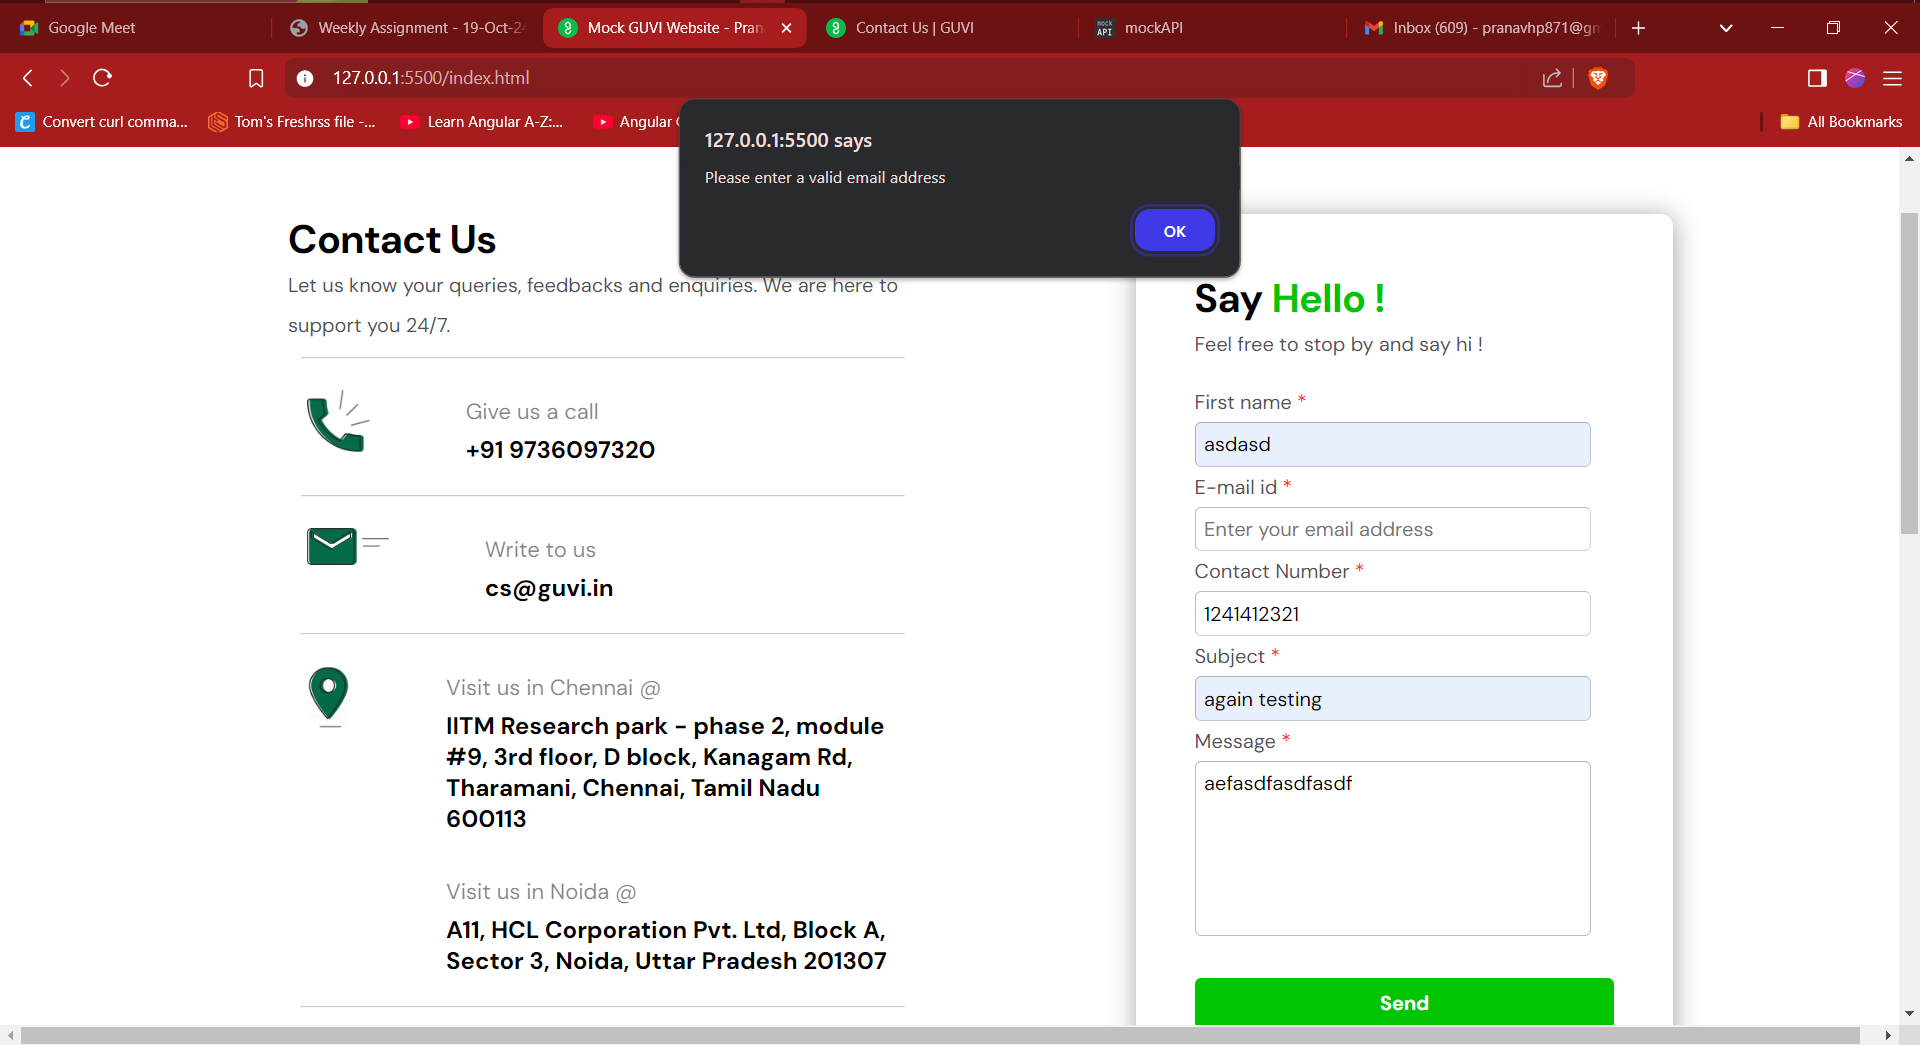 Google Meet
Weekly Assignment - 19-Oct-24
Mock GUVI Website - Pran
Contact Us | GUVI
mock API
mockAPI
Inbox (609) - pranavhp871@gm
127.0.0.1:5500/index.html
Convert curl comma...
Tom's Freshrss file -...
Learn Angular A-Z:...
Angular
All Bookmarks
127.0.0.1:5500 says
Please enter a valid email address
OK
Contact Us
Let us know your queries, feedbacks and enquiries. We are here to
support you 24/7.
Give us a call
+91 9736097320
Write to us
cs@guvi.in
Visit us in Chennai @
IITM Research park - phase 2, module
#9, 3rd floor, D block, Kanagam Rd,
Tharamani, Chennai, Tamil Nadu
600113
Visit us in Noida @
A11, HCL Corporation Pvt. Ltd, Block A,
Sector 3, Noida, Uttar Pradesh 201307
Say Hello !
Feel free to stop by and say hi !
First name *
asdasd
E-mail id *
Enter your email address
Contact Number *
1241412321
Subject *
again testing
Message *
aefasdfasdfasdf
Send